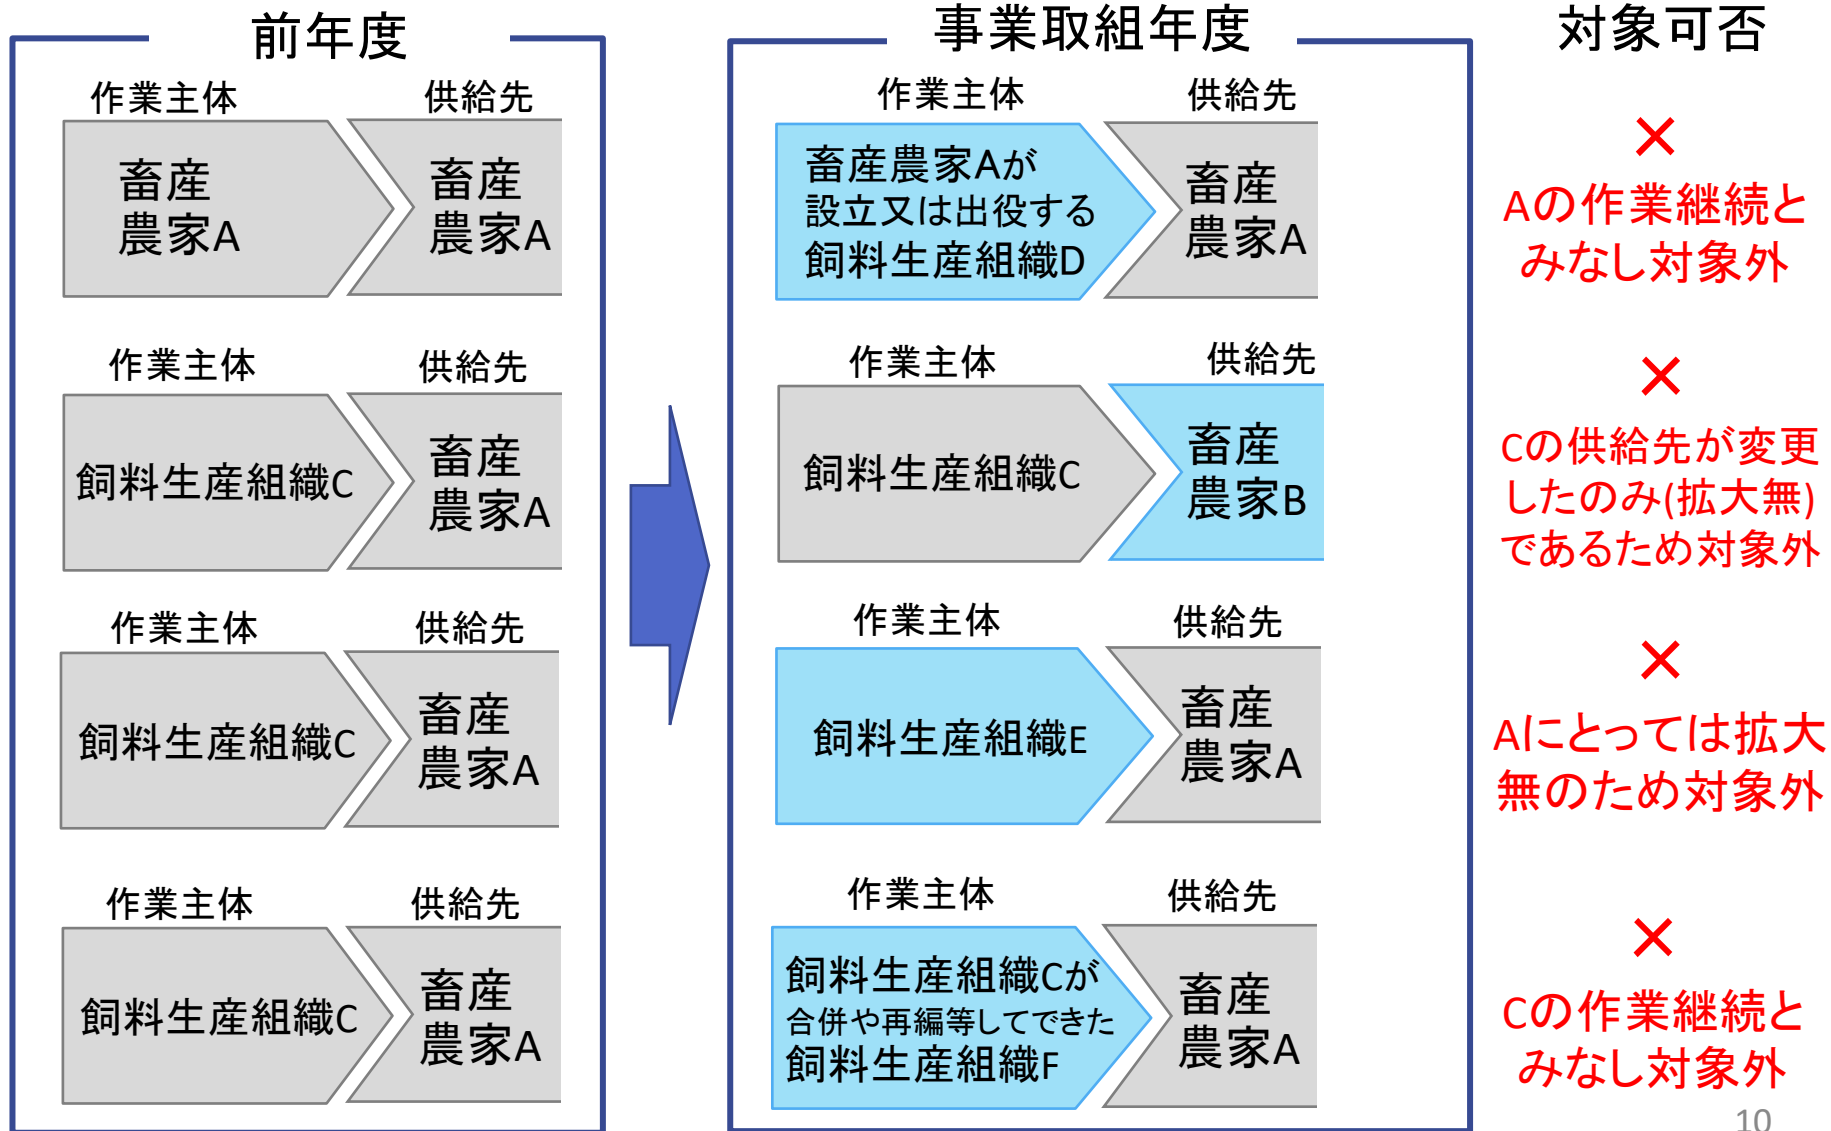 前年度
事業取組年度
対象可否
作業主体
供給先
作業主体
供給先
畜産
農家A
畜産
農家A
畜産農家Aが
設立又は出役する
飼料生産組織D
畜産
農家A
×
Aの作業継続と
みなし対象外
作業主体
供給先
作業主体
供給先
飼料生産組織C
畜産
農家A
飼料生産組織C
畜産
農家B
×
Cの供給先が変更
したのみ(拡大無)
であるため対象外
作業主体
供給先
作業主体
供給先
飼料生産組織C
畜産
農家A
飼料生産組織E
畜産
農家A
×
Aにとっては拡大
無のため対象外
作業主体
供給先
作業主体
供給先
飼料生産組織C
畜産
農家A
飼料生産組織Cが
合併や再編等してできた
飼料生産組織F
畜産
農家A
×
Cの作業継続と
みなし対象外
10